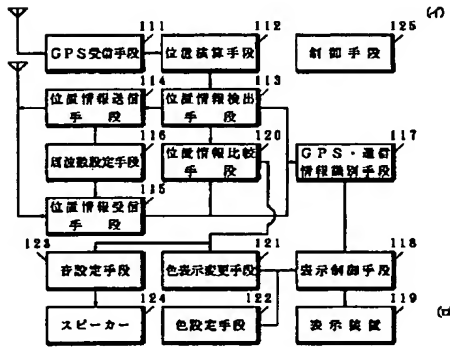 (イ)
111 112 125
GPS受信手段 位置演算手段 制御手段
114 113
位置情報送信手段 位置情報検出手段
116 120 117
周波数設定手段 位置情報比較手段 GPS・通信情報識別手段
115
位置情報受信手段
123 121 118
音設定手段 色表示変更手段 表示制御手段
124 122 119
スピーカー 色設定手段 表示装置
(ロ)